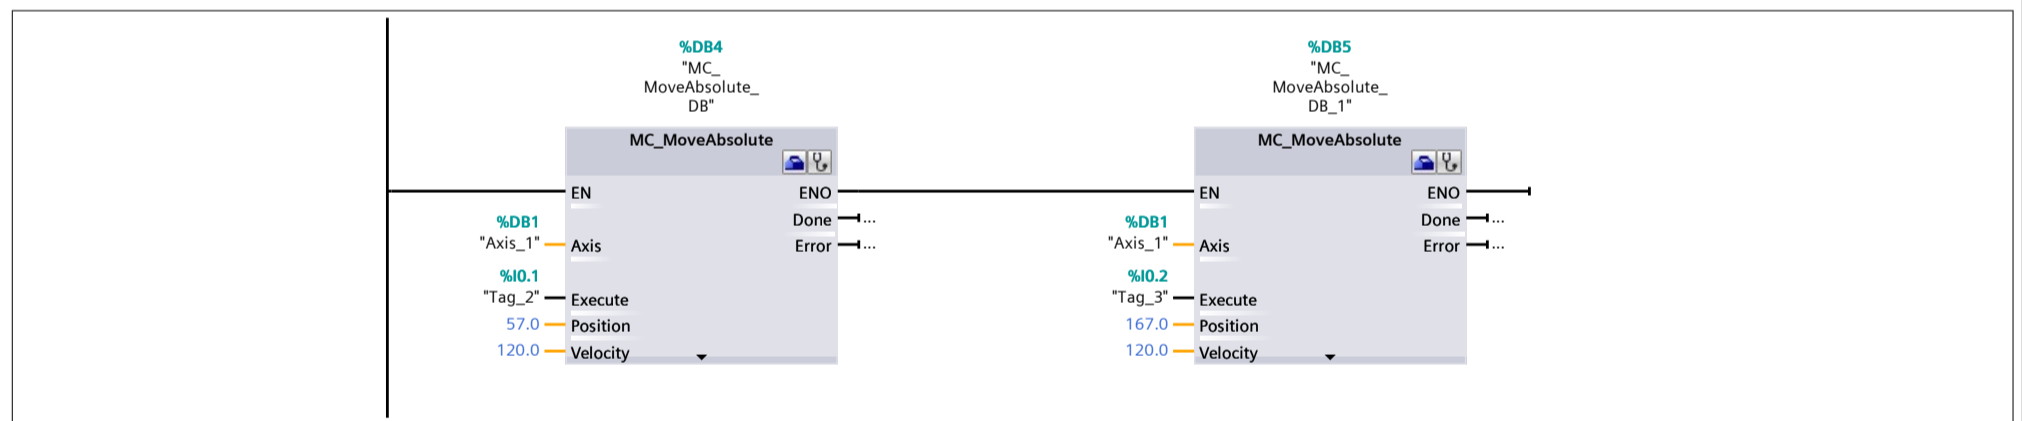 %DB4
"MC_
MoveAbsolute_
DB"
MC_MoveAbsolute
EN
ENO
Done
...
%DB1
"Axis_1"
Axis
Error
...
%I0.1
"Tag_2"
Execute
57.0
Position
120.0
Velocity
%DB5
"MC_
MoveAbsolute_
DB_1"
MC_MoveAbsolute
EN
ENO
Done
...
%DB1
"Axis_1"
Axis
Error
...
%I0.2
"Tag_3"
Execute
167.0
Position
120.0
Velocity